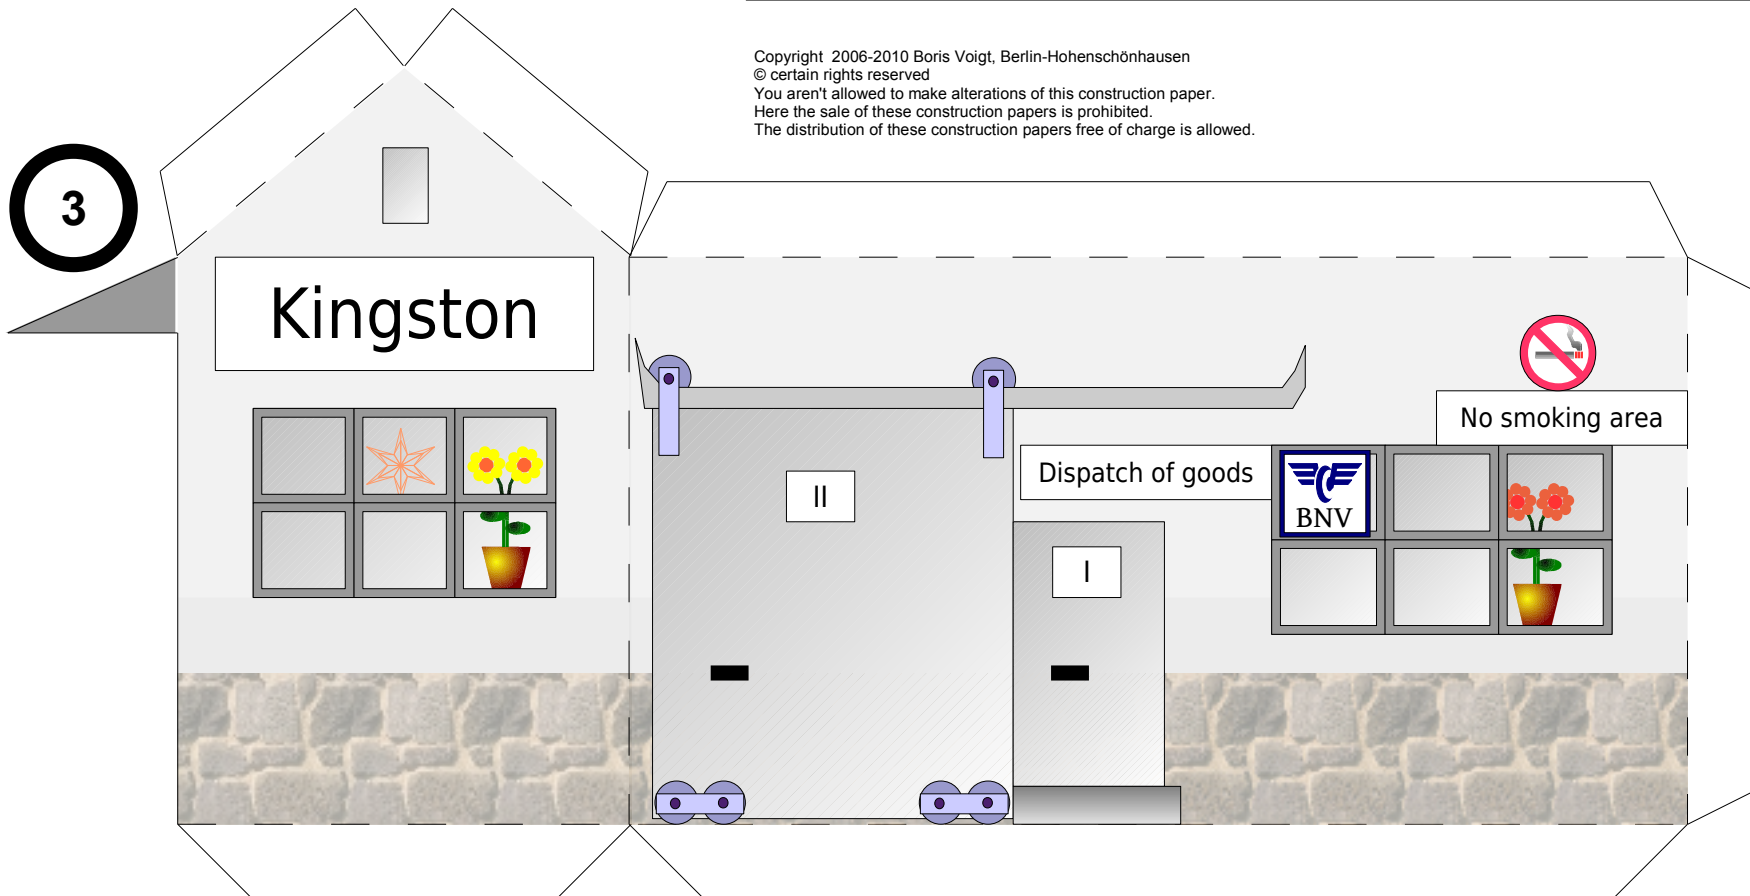 Copyright  2006-2010 Boris Voigt, Berlin-Hohenschönhausen
© certain rights reserved
You aren't allowed to make alterations of this construction paper.
Here the sale of these construction papers is prohibited.
The distribution of these construction papers free of charge is allowed.
3
Kingston
No smoking area
Dispatch of goods
II
BNV
I